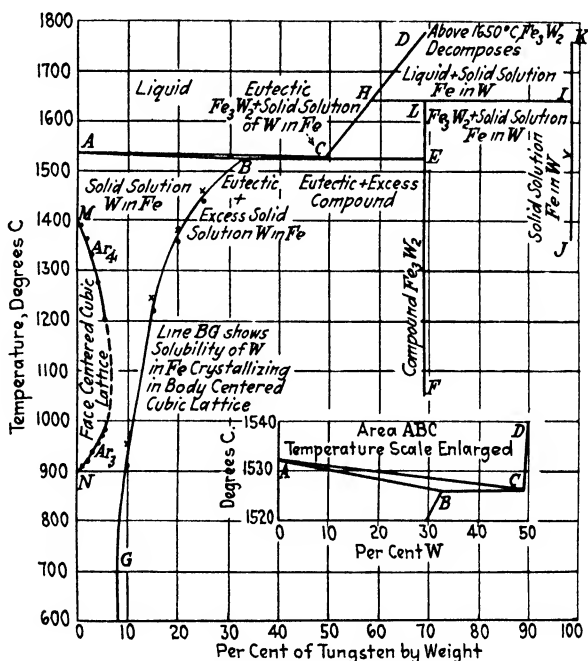 1800
1700
1600
1500
1400
1300
1200
1100
1000
900
800
700
600
Temperature, Degrees C
0 10 20 30 40 50 60 70 80 90 100
Per Cent of Tungsten by Weight
Above 1650°C, Fe3W2
Decomposes
K
D
Liquid + Solid Solution
Fe in W
Liquid
Eutectic
Fe3W2 + Solid Solution
of W in Fe
H
I
L
Fe3W2 + Solid Solution
Fe in W
A
B
C
E
Solid Solution
W in Fe
Eutectic
+
Excess Solid
Solution W in Fe
Eutectic + Excess
Compound
Solid Solution
Fe in W
J
M
Ar4
Face Centered Cubic
Lattice
Ar3
N
Line BG shows
Solubility of W
in Fe Crystallizing
in Body Centered
Cubic Lattice
Compound Fe3W2
F
G
Area ABC
Temperature Scale Enlarged
Degrees C.
1540
1530
1520
A
B
C
D
0 10 20 30 40 50
Per Cent W